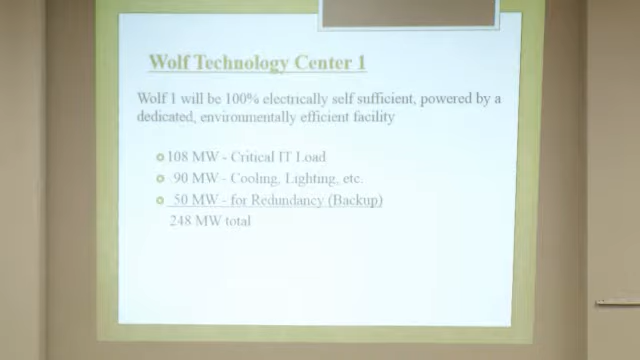 Wolf Technology Center 1
Wolf 1 will be 100% electrically self sufficient, powered by a
dedicated, environmentally efficient facility
108 MW - Critical IT Load
90 MW - Cooling, Lighting, etc.
50 MW - for Redundancy (Backup)
248 MW total